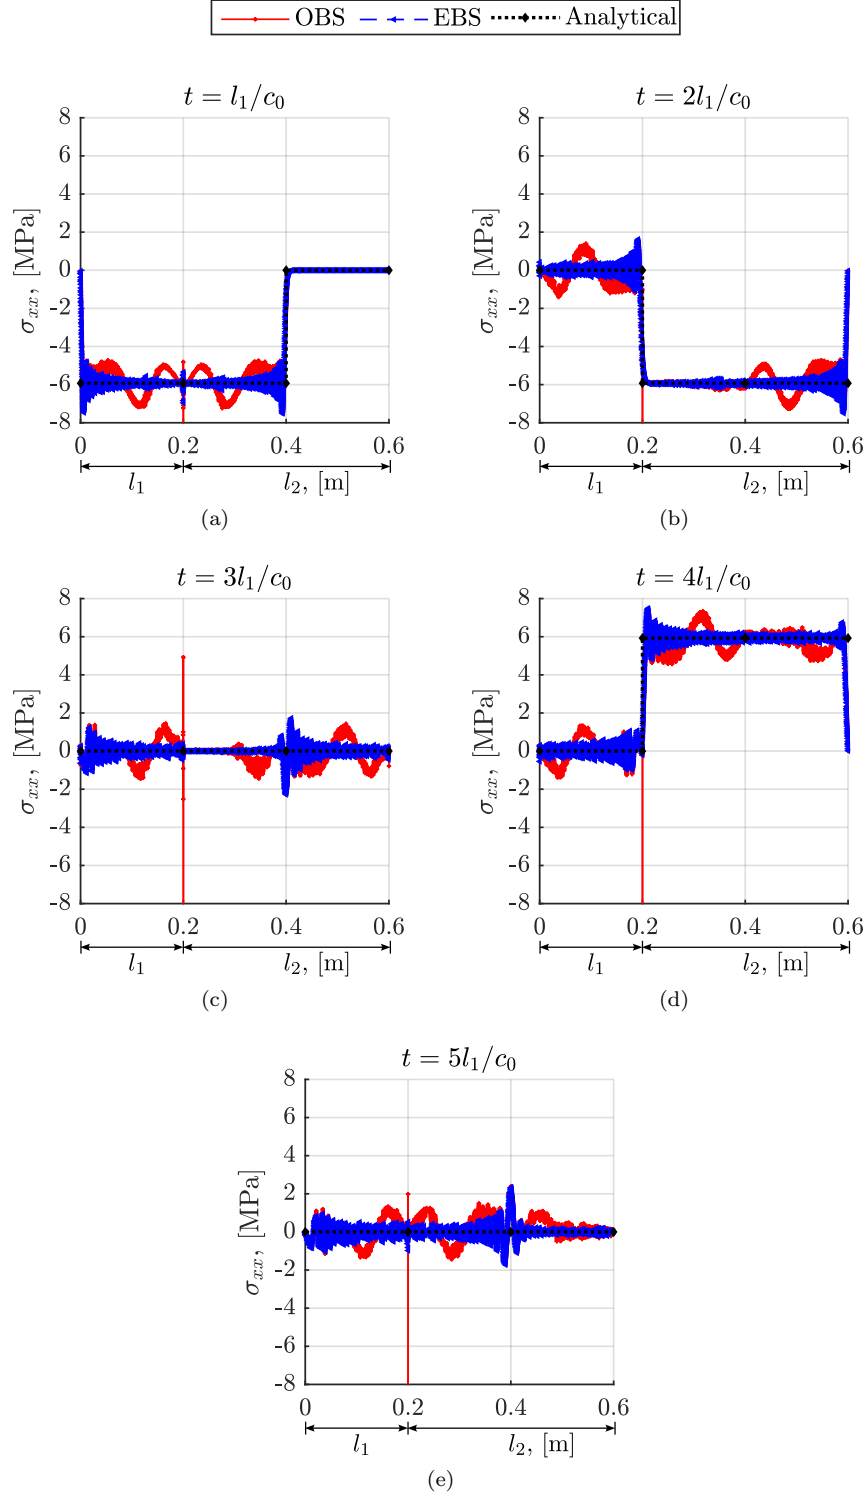 OBS EBS Analytical
t = l₁/c₀
t = 2l₁/c₀
8
6
4
2
0
-2
-4
-6
-8
σₓₓ, [MPa]
0 0.2 0.4 0.6
l₁ l₂, [m]
(a)
8
6
4
2
0
-2
-4
-6
-8
σₓₓ, [MPa]
0 0.2 0.4 0.6
l₁ l₂, [m]
(b)
t = 3l₁/c₀
t = 4l₁/c₀
8
6
4
2
0
-2
-4
-6
-8
σₓₓ, [MPa]
0 0.2 0.4 0.6
l₁ l₂, [m]
(c)
8
6
4
2
0
-2
-4
-6
-8
σₓₓ, [MPa]
0 0.2 0.4 0.6
l₁ l₂, [m]
(d)
t = 5l₁/c₀
8
6
4
2
0
-2
-4
-6
-8
σₓₓ, [MPa]
0 0.2 0.4 0.6
l₁ l₂, [m]
(e)